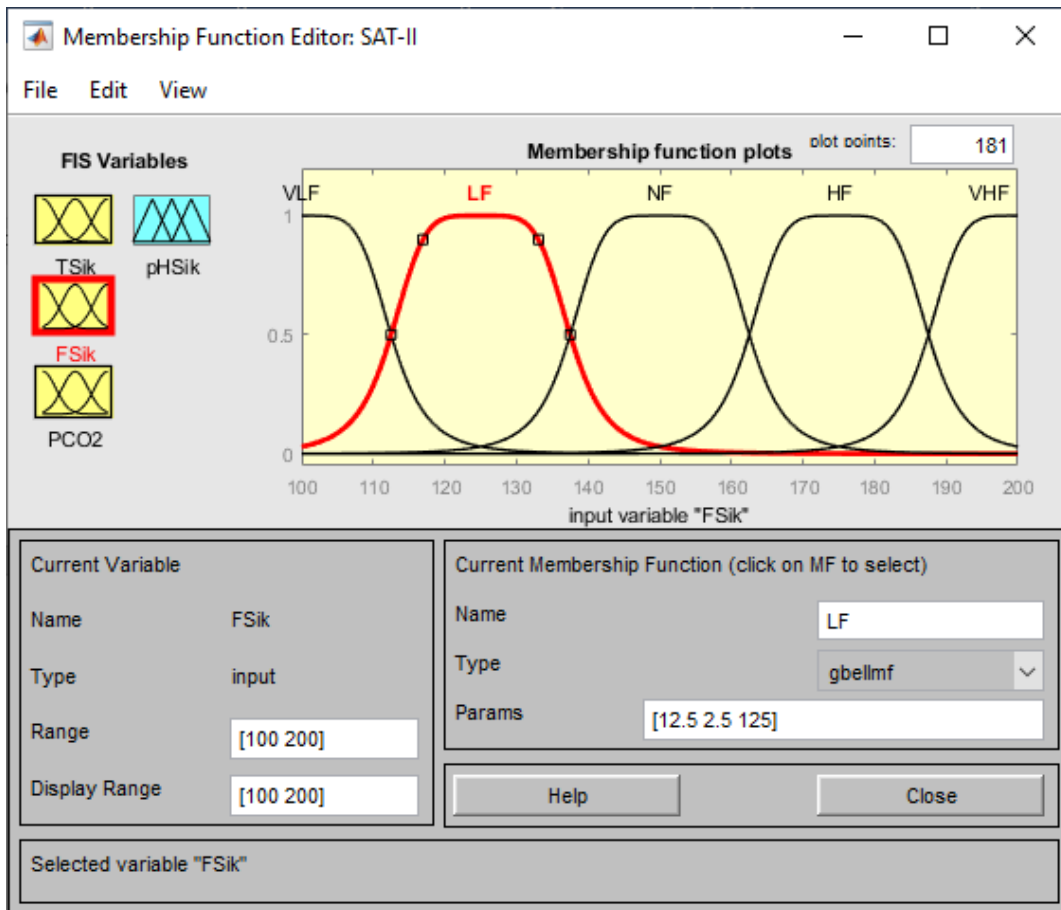 Membership Function Editor: SAT-II
File Edit View
FIS Variables
TSik
pHSik
FSik
PCO2
Membership function plots
plot points:
181
VLF LF NF HF VHF
1
0.5
0
100 110 120 130 140 150 160 170 180 190 200
input variable "FSik"
Current Variable
Name FSik
Type input
Range [100 200]
Display Range [100 200]
Current Membership Function (click on MF to select)
Name LF
Type gbellmf
Params [12.5 2.5 125]
Help Close
Selected variable "FSik"